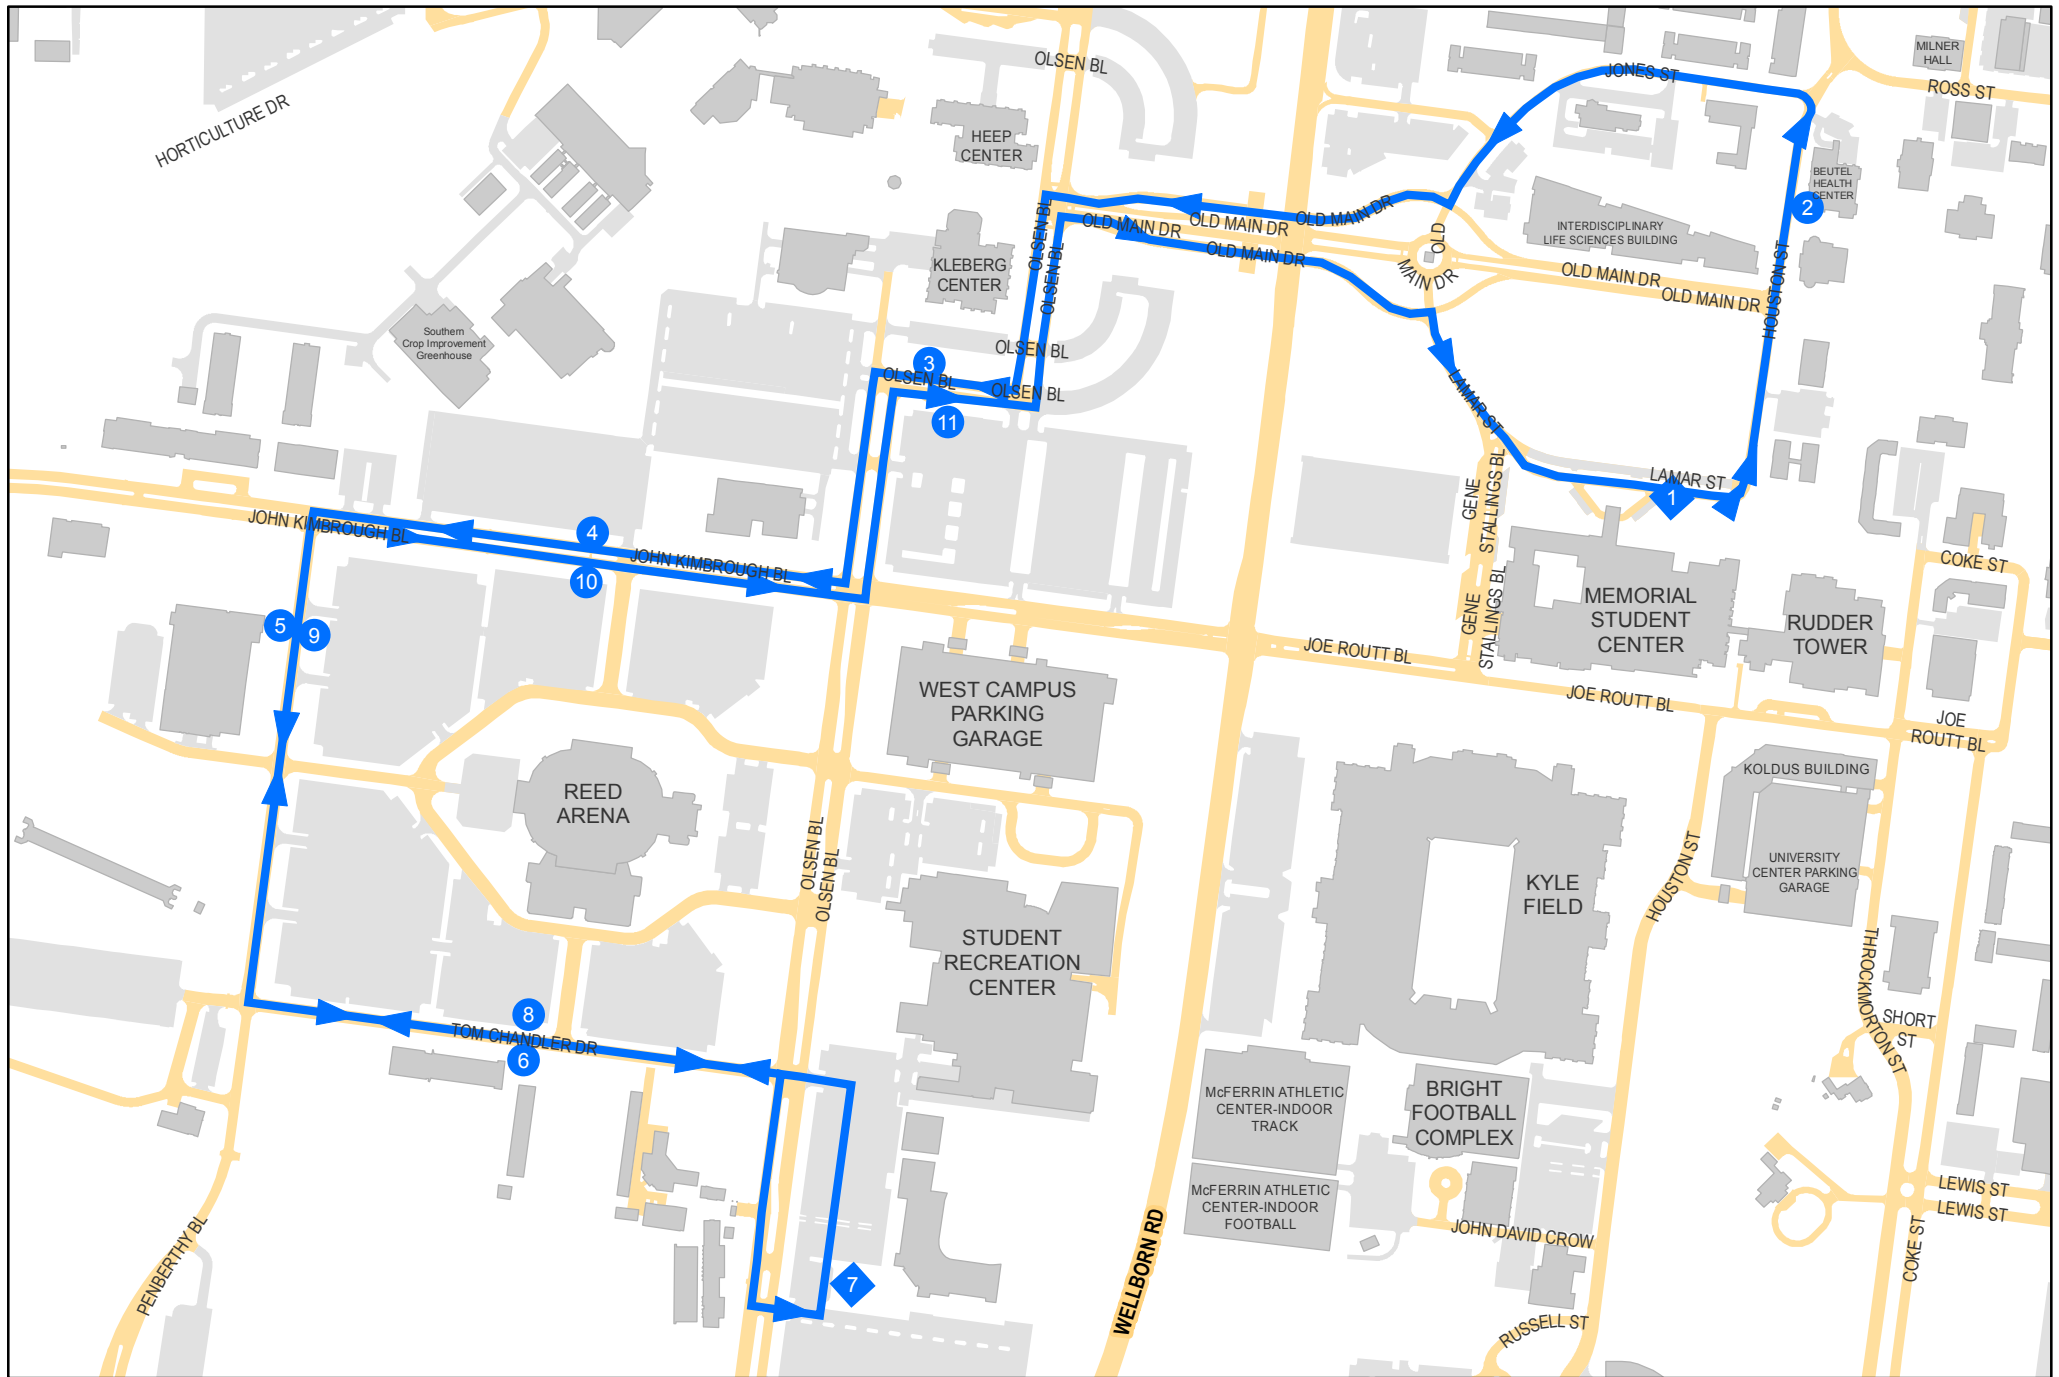 OLSEN BL
JONES ST
MILNER
HALL
ROSS ST
HORTICULTURE DR
HEEP
CENTER
BEUTEL
HEALTH
CENTER
2
OLD MAIN DR
OLD MAIN DR
OLD MAIN DR
OLD MAIN DR
OLSEN BL
OLSEN BL
INTERDISCIPLINARY
LIFE SCIENCES BUILDING
OLD
MAIN DR
OLD MAIN DR
OLD MAIN DR
HOUSTON ST
KLEBERG
CENTER
Southern
Crop Improvement
Greenhouse
OLSEN BL
3
OLSEN BL
OLSEN BL
11
LAMAR ST
LAMAR ST
1
GENE
STALLINGS BL
GENE
STALLINGS BL
JOHN KIMBROUGH BL
4
JOHN KIMBROUGH BL
10
COKE ST
MEMORIAL
STUDENT
CENTER
RUDDER
TOWER
5
9
JOE ROUTT BL
JOE ROUTT BL
JOE
ROUTT BL
WEST CAMPUS
PARKING
GARAGE
KOLDUS BUILDING
REED
ARENA
OLSEN BL
OLSEN BL
HOUSTON ST
UNIVERSITY
CENTER PARKING
GARAGE
KYLE
FIELD
STUDENT
RECREATION
CENTER
THROCKMORTON ST
SHORT
ST
8
TOM CHANDLER DR
6
McFERRIN ATHLETIC
CENTER-INDOOR
TRACK
BRIGHT
FOOTBALL
COMPLEX
McFERRIN ATHLETIC
CENTER-INDOOR
FOOTBALL
LEWIS ST
LEWIS ST
JOHN DAVID CROW
COKE ST
PENBERTHY BL
WELLBORN RD
7
RUSSELL ST